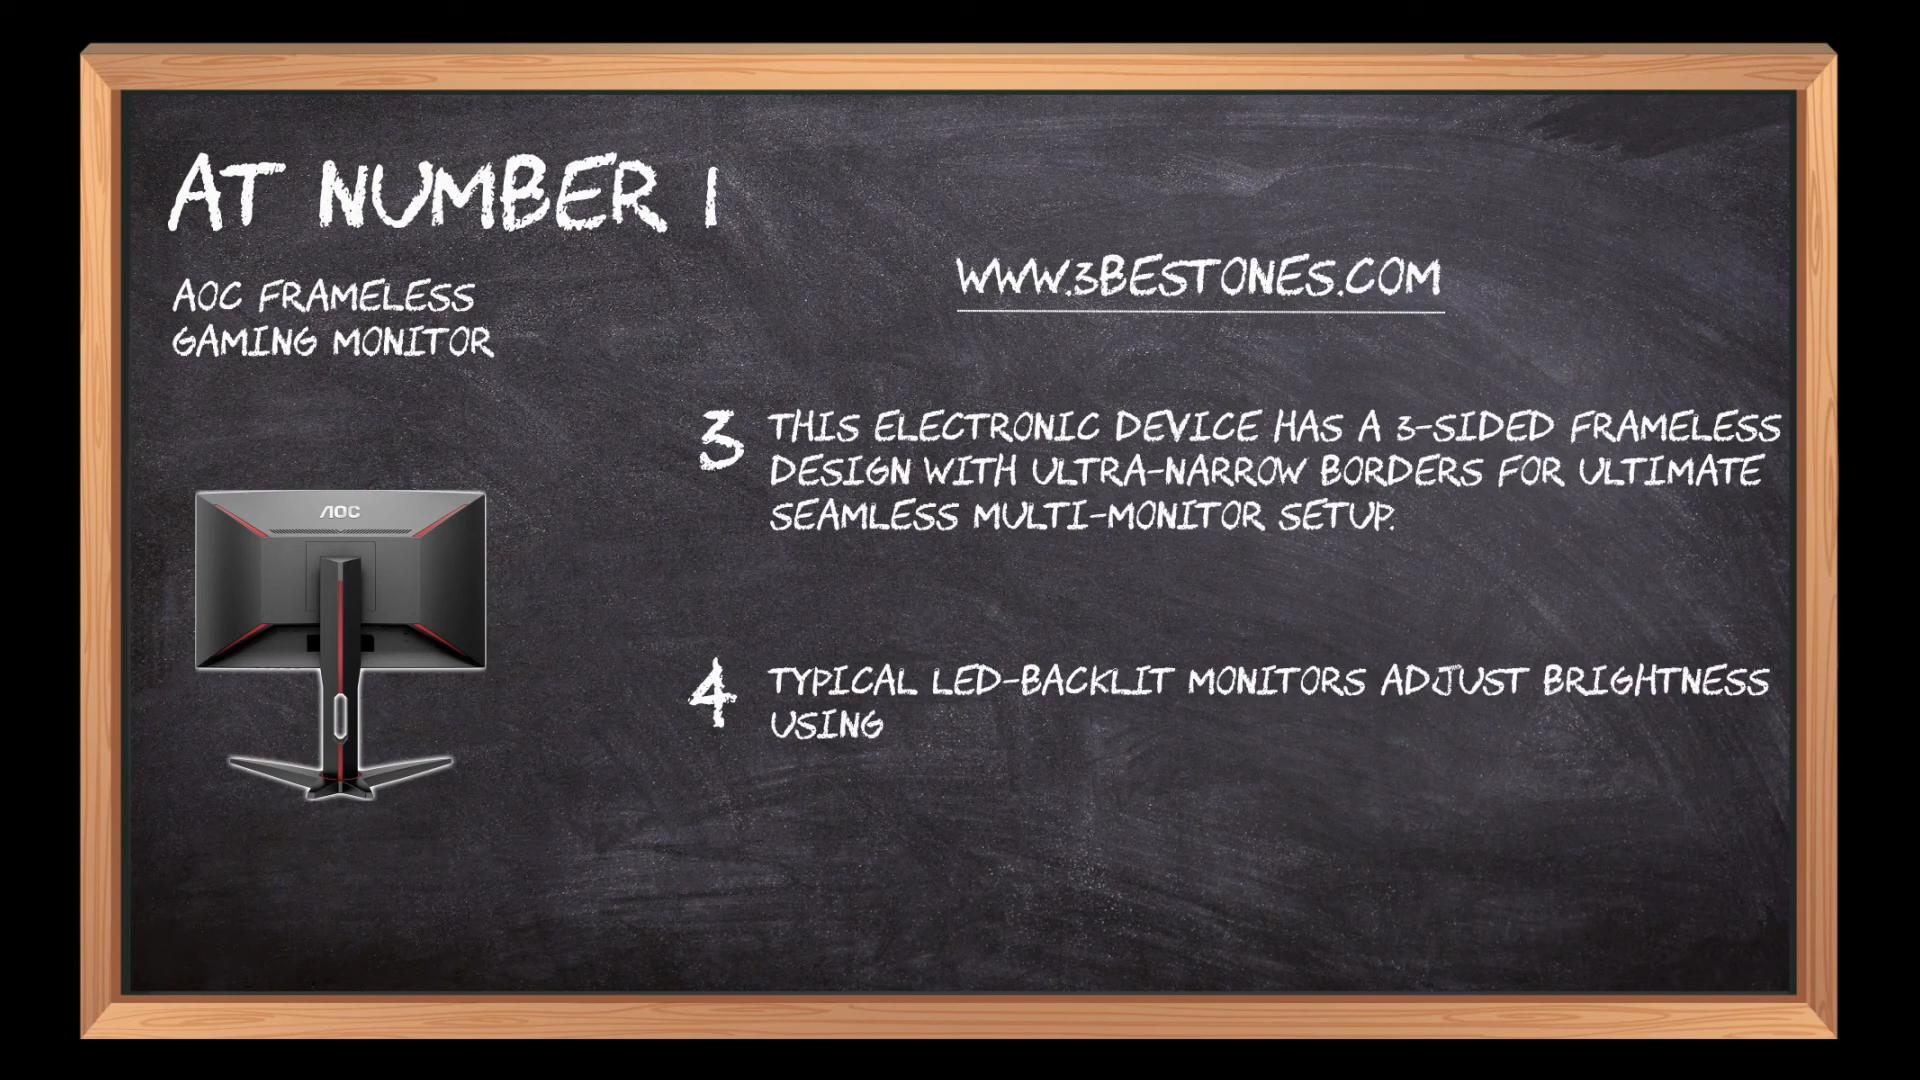 AT NUMBER 1
AOC FRAMELESS
GAMING MONITOR
WWW.3BESTONES.COM
3 THIS ELECTRONIC DEVICE HAS A 3-SIDED FRAMELESS
DESIGN WITH ULTRA-NARROW BORDERS FOR ULTIMATE
SEAMLESS MULTI-MONITOR SETUP.
AOC
4 TYPICAL LED-BACKLIT MONITORS ADJUST BRIGHTNESS
USING